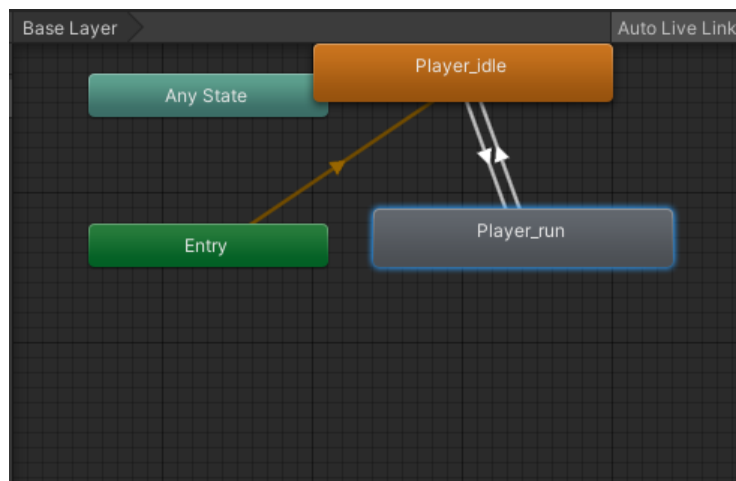 Base Layer
Auto Live Link
Player_idle
Any State
Player_run
Entry